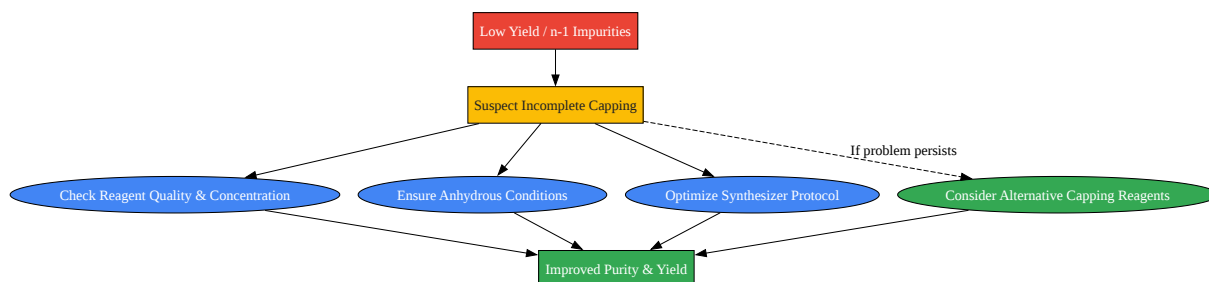 Low Yield / n-1 Impurities
Suspect Incomplete Capping
If problem persists
Check Reagent Quality & Concentration
Ensure Anhydrous Conditions
Optimize Synthesizer Protocol
Consider Alternative Capping Reagents
Improved Purity & Yield